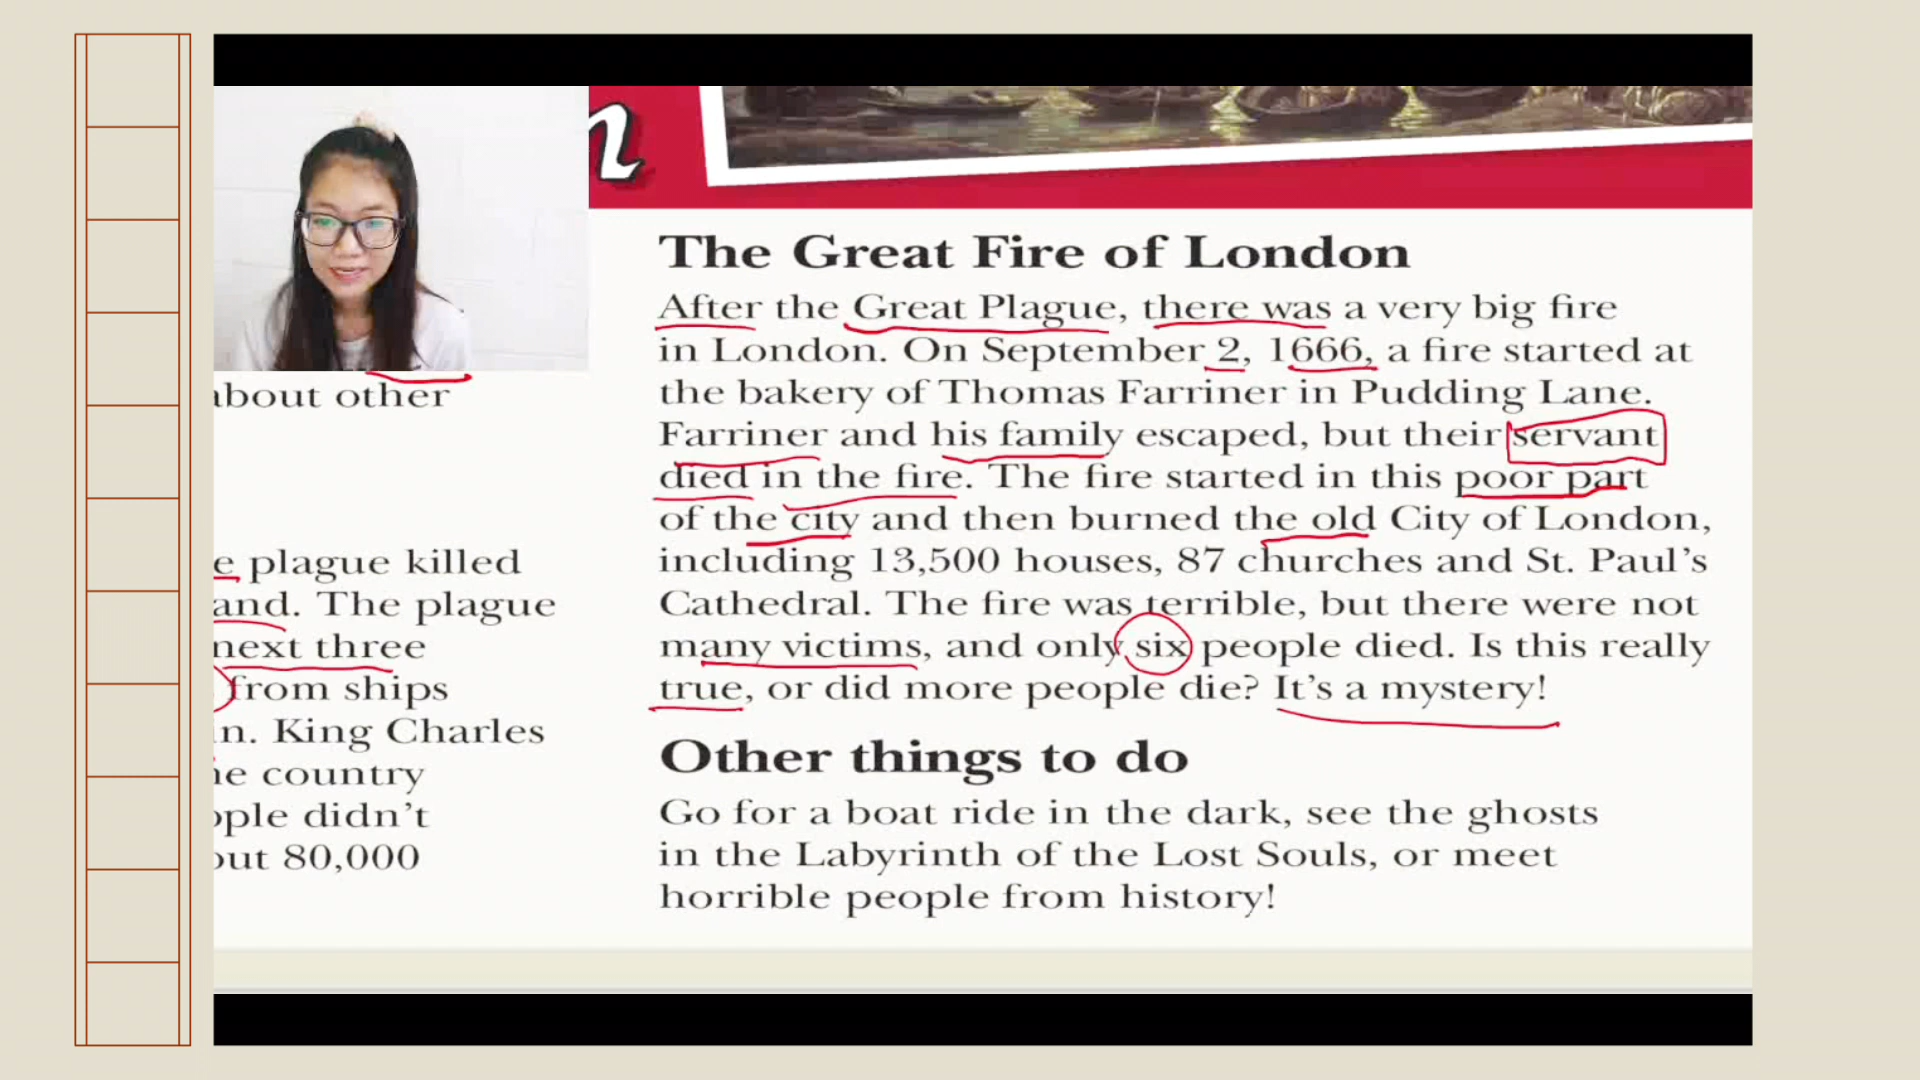 n
about other
e plague killed
and. The plague
next three
from ships
in. King Charles
he country
ople didn't
out 80,000
The Great Fire of London
After the Great Plague, there was a very big fire
in London. On September 2, 1666, a fire started at
the bakery of Thomas Farriner in Pudding Lane.
Farriner and his family escaped, but their servant
died in the fire. The fire started in this poor part
of the city and then burned the old City of London,
including 13,500 houses, 87 churches and St. Paul's
Cathedral. The fire was terrible, but there were not
many victims, and only six people died. Is this really
true, or did more people die? It's a mystery!
Other things to do
Go for a boat ride in the dark, see the ghosts
in the Labyrinth of the Lost Souls, or meet
horrible people from history!